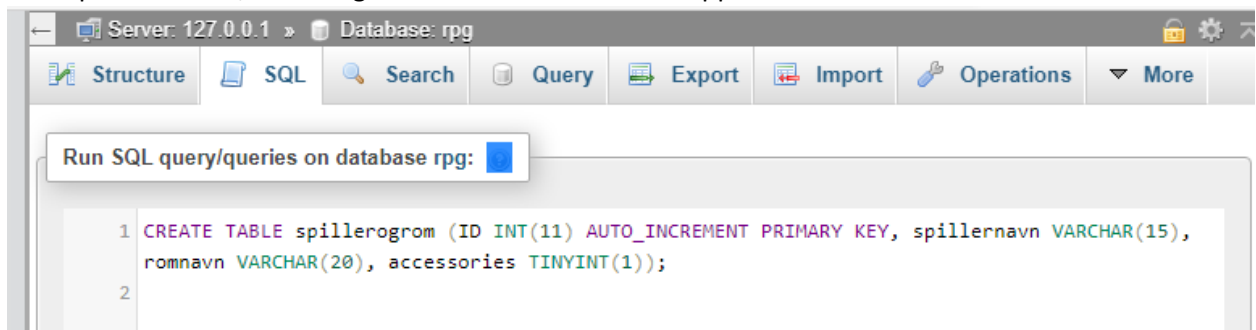 Server: 127.0.0.1 » Database: rpg
Structure SQL Search Query Export Import Operations More
Run SQL query/queries on database rpg:
1 CREATE TABLE spillerogrom (ID INT(11) AUTO_INCREMENT PRIMARY KEY, spillernavn VARCHAR(15),
romnavn VARCHAR(20), accessories TINYINT(1));
2